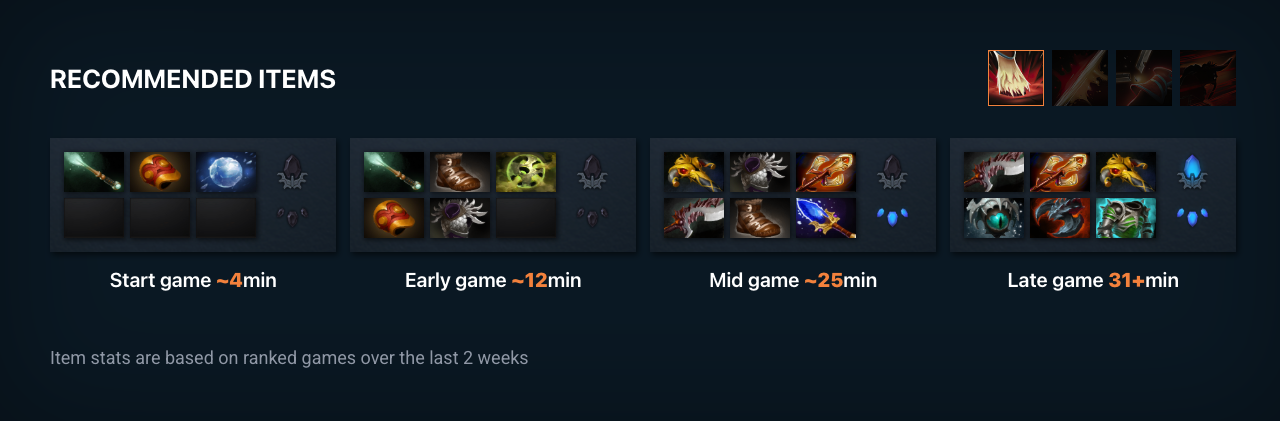 RECOMMENDED ITEMS
Start game ~4min
Early game ~12min
Mid game ~25min
Late game 31+min
Item stats are based on ranked games over the last 2 weeks